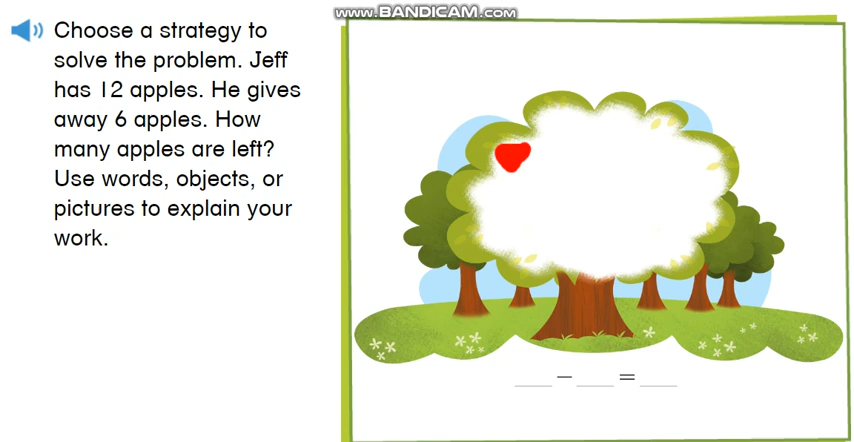 www.BANDICAM.com
Choose a strategy to
solve the problem. Jeff
has 12 apples. He gives
away 6 apples. How
many apples are left?
Use words, objects, or
pictures to explain your
work.
___ − ___ = ___